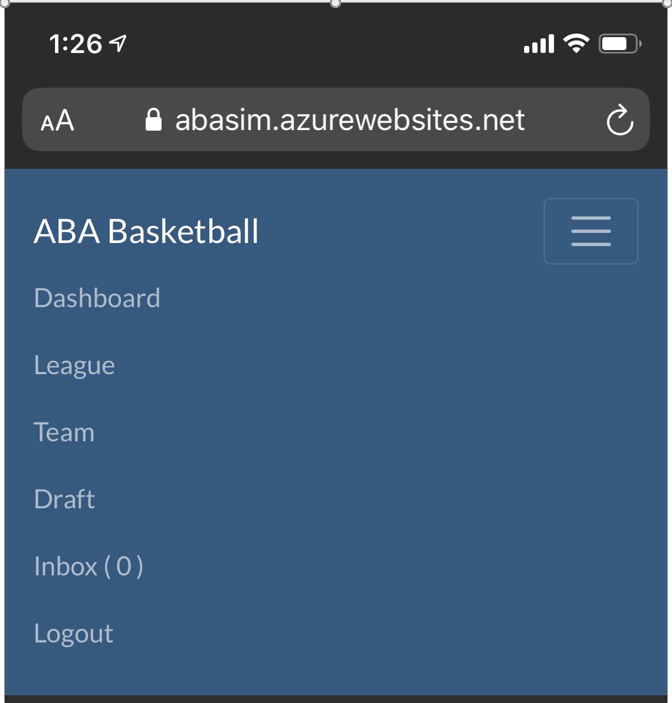 1:26
AA abasim.azurewebsites.net
ABA Basketball
Dashboard
League
Team
Draft
Inbox ( 0 )
Logout